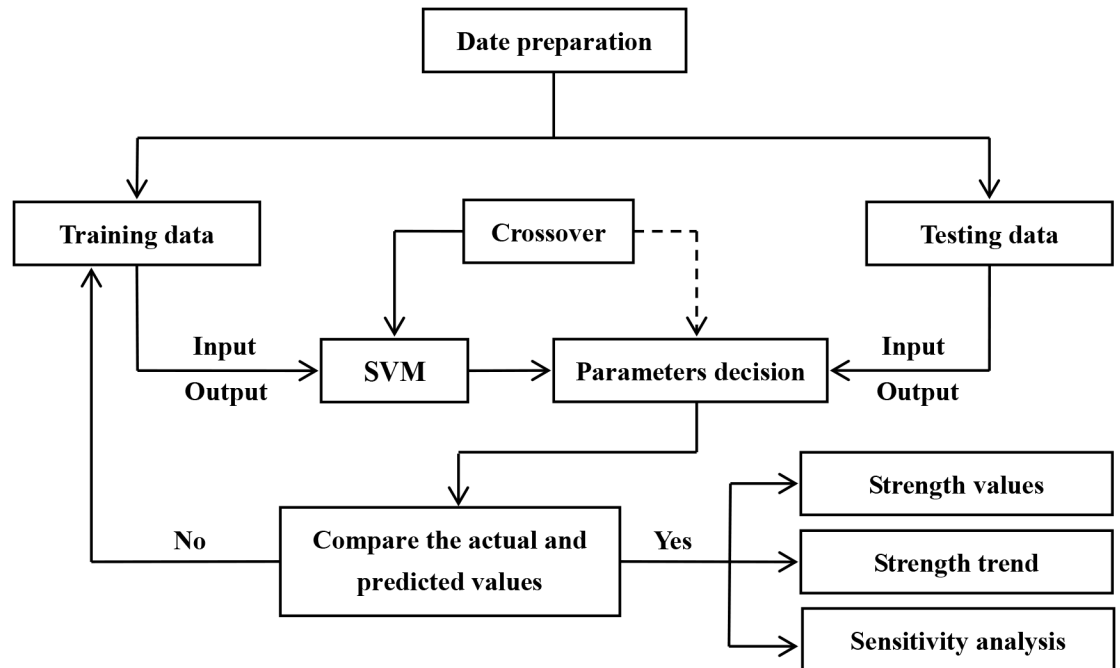 Date preparation
Training data
Crossover
Testing data
Input
Output
SVM
Parameters decision
Input
Output
Strength values
No
Compare the actual and
predicted values
Yes
Strength trend
Sensitivity analysis